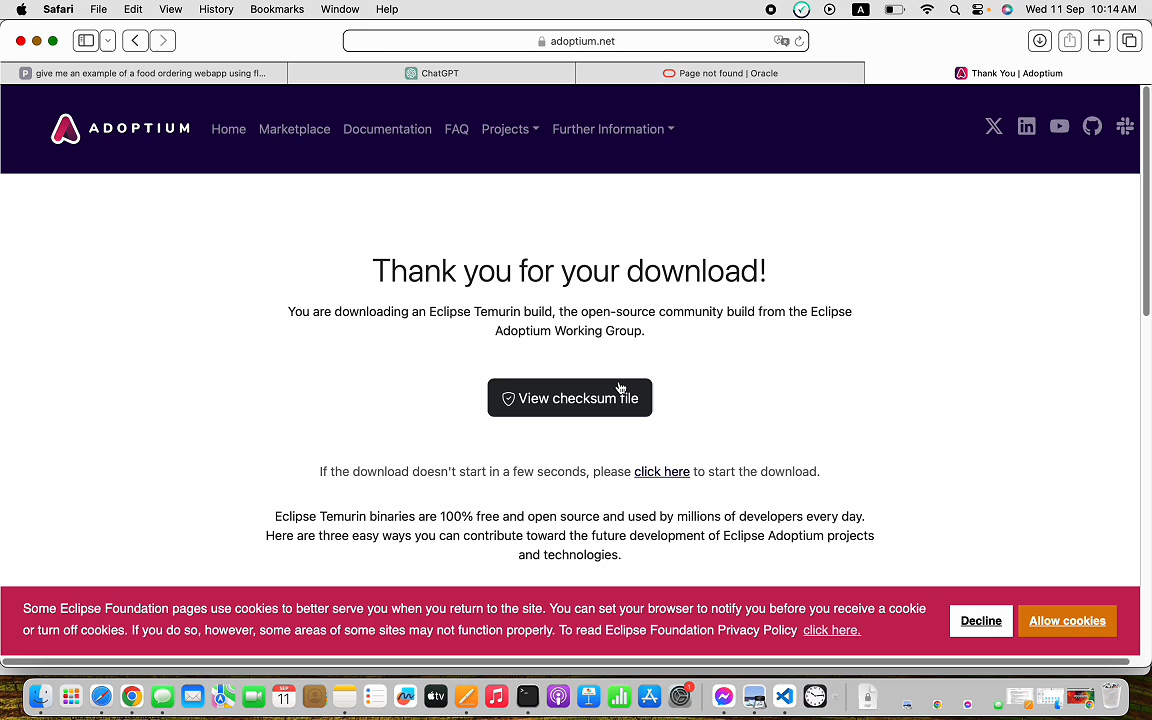 Safari File Edit View History Bookmarks Window Help A Wed 11 Sep 10:14 AM
adoptium.net
P give me an example of a food ordering webapp using fl... ChatGPT Page not found | Oracle Thank You | Adoptium
ADOPTIUM Home Marketplace Documentation FAQ Projects Further Information
Thank you for your download!
You are downloading an Eclipse Temurin build, the open-source community build from the Eclipse
Adoptium Working Group.
View checksum file
If the download doesn't start in a few seconds, please click here to start the download.
Eclipse Temurin binaries are 100% free and open source and used by millions of developers every day.
Here are three easy ways you can contribute toward the future development of Eclipse Adoptium projects
and technologies.
Some Eclipse Foundation pages use cookies to better serve you when you return to the site. You can set your browser to notify you before you receive a cookie
or turn off cookies. If you do so, however, some areas of some sites may not function properly. To read Eclipse Foundation Privacy Policy click here.
Decline Allow cookies
SEP
11
tv